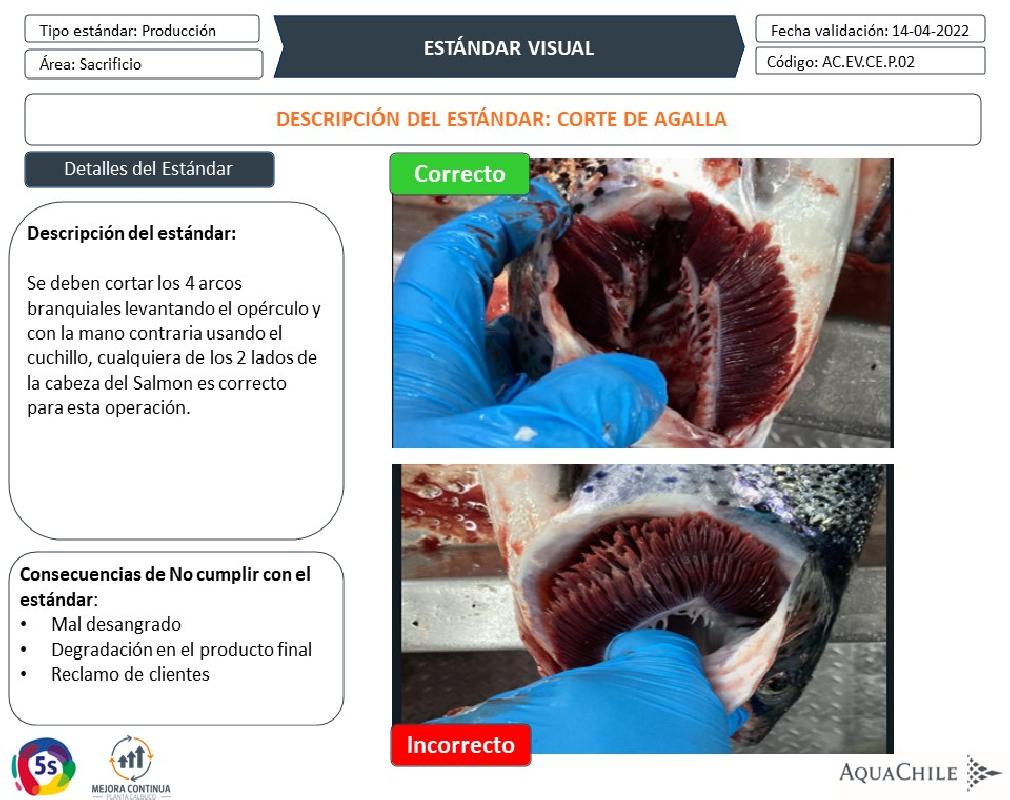 Tipo estándar: Producción
Área: Sacrificio
ESTÁNDAR VISUAL
Fecha validación: 14-04-2022
Código: AC.EV.CE.P.02
DESCRIPCIÓN DEL ESTÁNDAR: CORTE DE AGALLA
Detalles del Estándar
Correcto
Descripción del estándar:
Se deben cortar los 4 arcos
branquiales levantando el opérculo y
con la mano contraria usando el
cuchillo, cualquiera de los 2 lados de
la cabeza del Salmon es correcto
para esta operación.
Consecuencias de No cumplir con el
estándar:
• Mal desangrado
• Degradación en el producto final
• Reclamo de clientes
Incorrecto
5s
MEJORA CONTINUA
PLANTA CALBUCO
AQUACHILE